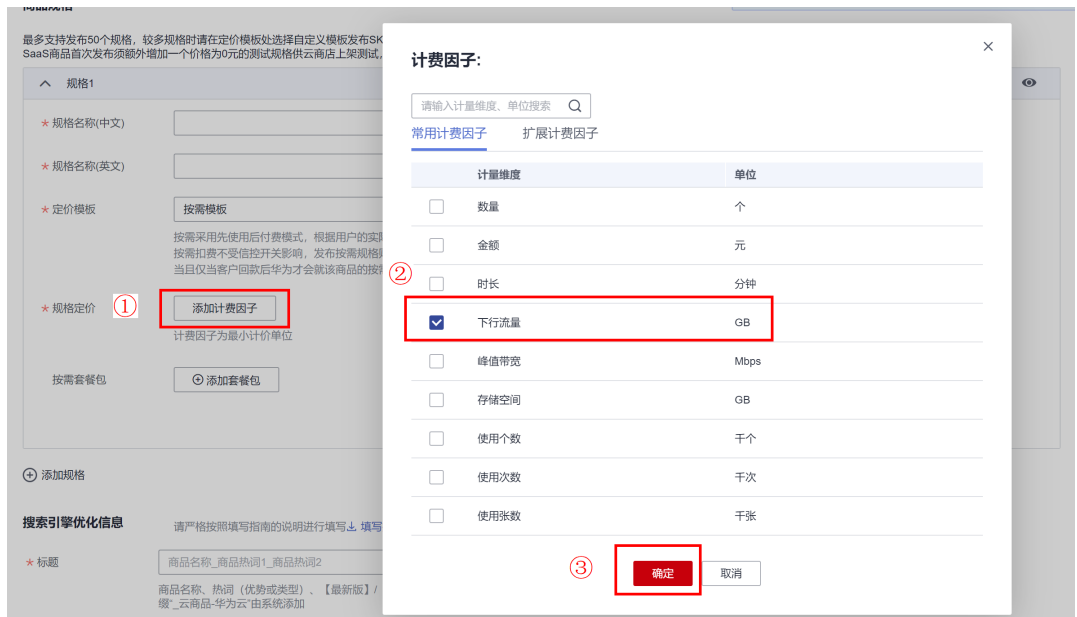 商品规格
最多支持发布50个规格，较多规格时请在定价模板处选择自定义模板发布SK
SaaS商品首次发布须额外增加一个价格为0元的测试规格供云商店上架测试，
规格1
* 规格名称(中文)
* 规格名称(英文)
* 定价模板
按需模板
按需采用先使用后付费模式，根据用户的实际
按需扣费不受信控开关影响，发布按需规格则
当且仅当客户回款后华为才会就该商品的按需
* 规格定价
①
添加计费因子
计费因子为最小计价单位
按需套餐包
添加套餐包
添加规格
搜索引擎优化信息
请严格按照填写指南的说明进行填写 填写
* 标题
商品名称_商品热词1_商品热词2
商品名称、热词（优势或类型）、【最新版】/
缀"_云商品-华为云"由系统添加
计费因子:
请输入计量维度、单位搜索
常用计费因子 扩展计费因子
计量维度 单位
数量 个
金额 元
②
时长 分钟
下行流量 GB
峰值带宽 Mbps
存储空间 GB
使用个数 千个
使用次数 千次
使用张数 千张
③
确定 取消